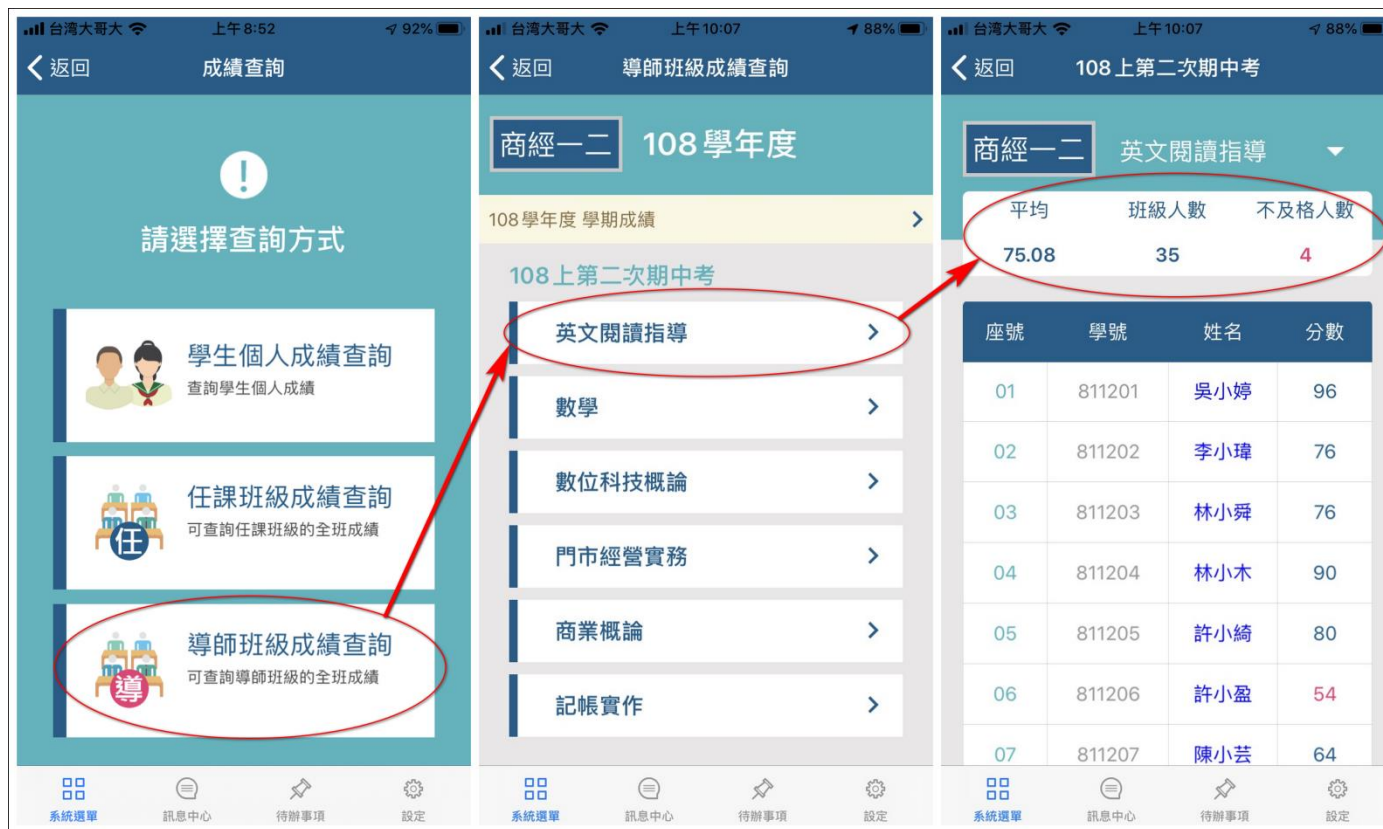 台湾大哥大 上午8:52 92%
返回 成績查詢
!
請選擇查詢方式
學生個人成績查詢
查詢學生個人成績
任
任課班級成績查詢
可查詢任課班級的全班成績
導
導師班級成績查詢
可查詢導師班級的全班成績
系統選單 訊息中心 待辦事項 設定
台湾大哥大 上午10:07 88%
返回 導師班級成績查詢
商經一二 108學年度
108學年度 學期成績
108上第二次期中考
英文閱讀指導
數學
數位科技概論
門市經營實務
商業概論
記帳實作
系統選單 訊息中心 待辦事項 設定
台湾大哥大 上午10:07 88%
返回 108上第二次期中考
商經一二 英文閱讀指導
平均 班級人數 不及格人數
75.08 35 4
座號 學號 姓名 分數
01 811201 吳小婷 96
02 811202 李小瑋 76
03 811203 林小舜 76
04 811204 林小木 90
05 811205 許小綺 80
06 811206 許小盈 54
07 811207 陳小芸 64
系統選單 訊息中心 待辦事項 設定